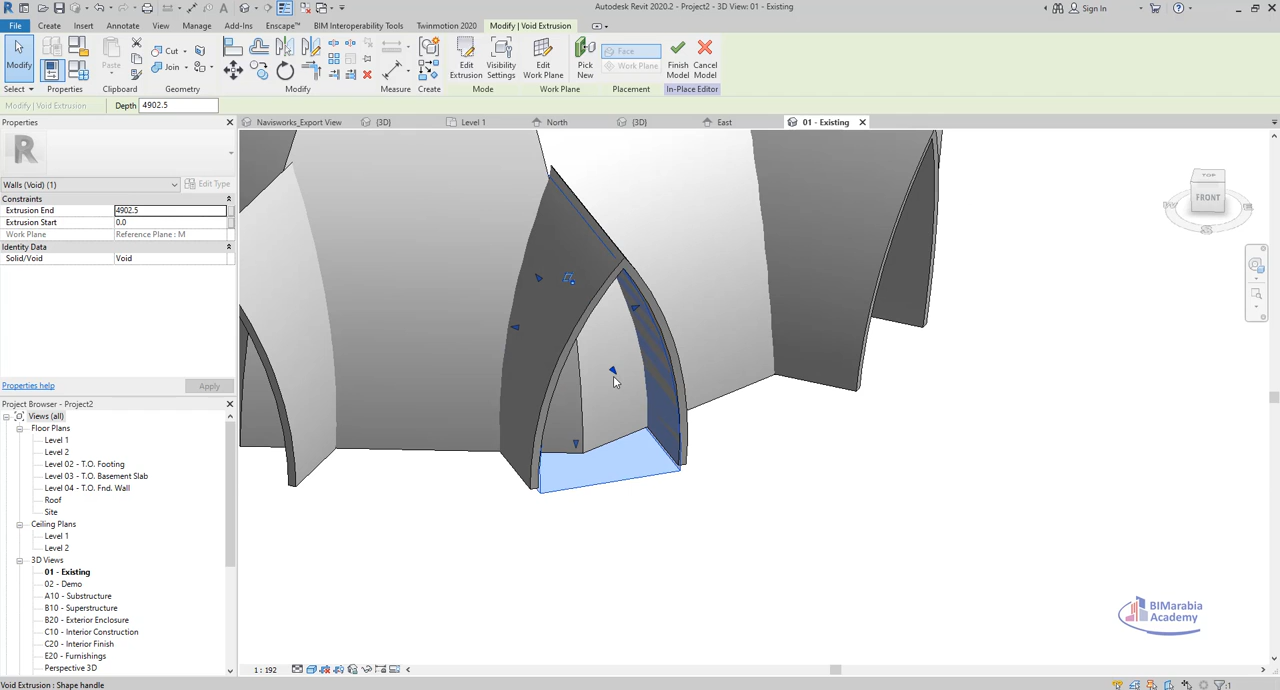 Autodesk Revit 2020.2 - Project2 - 3D View: 01 - Existing
Sign In
File Create Insert Annotate View Manage Add-Ins Enscape™ BIM Interoperability Tools Twinmotion 2020 Modify | Void Extrusion
Modify
Paste
Cut
Join
Edit Extrusion
Visibility Settings
Edit Work Plane
Pick New
Face
Work Plane
Finish Model
Cancel Model
Select Properties Clipboard Geometry Modify Measure Create Mode Work Plane Placement In-Place Editor
Modify | Void Extrusion Depth 4902.5
Properties
Navisworks_Export View {3D} Level 1 North {3D} East 01 - Existing
Walls (Void) (1) Edit Type
Constraints
Extrusion End 4902.5
Extrusion Start 0.0
Work Plane Reference Plane : M
Identity Data
Solid/Void Void
Properties help Apply
Project Browser - Project2
Views (all)
Floor Plans
Level 1
Level 2
Level 02 - T.O. Footing
Level 03 - T.O. Basement Slab
Level 04 - T.O. Fnd. Wall
Roof
Site
Ceiling Plans
Level 1
Level 2
3D Views
01 - Existing
02 - Demo
A10 - Substructure
B10 - Superstructure
B20 - Exterior Enclosure
C10 - Interior Construction
C20 - Interior Finish
E20 - Furnishings
Perspective 3D
TOP
FRONT
BIMarabia
Academy
1 : 192
Void Extrusion : Shape handle
:1